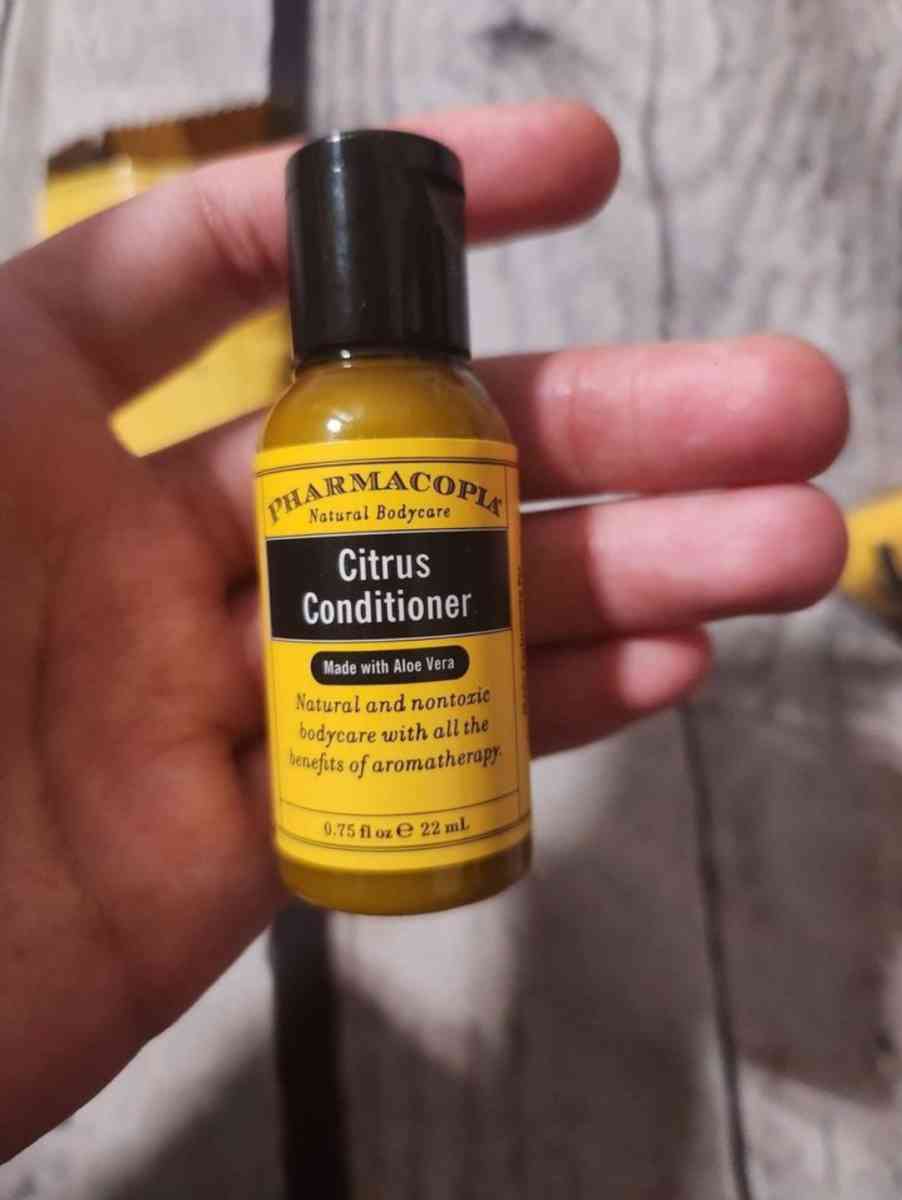 PHARMACOPIA
Natural Bodycare
Citrus
Conditioner
Made with Aloe Vera
Natural and nontoxic
bodycare with all the
benefits of aromatherapy.
0.75 fl oz ℮ 22 mL